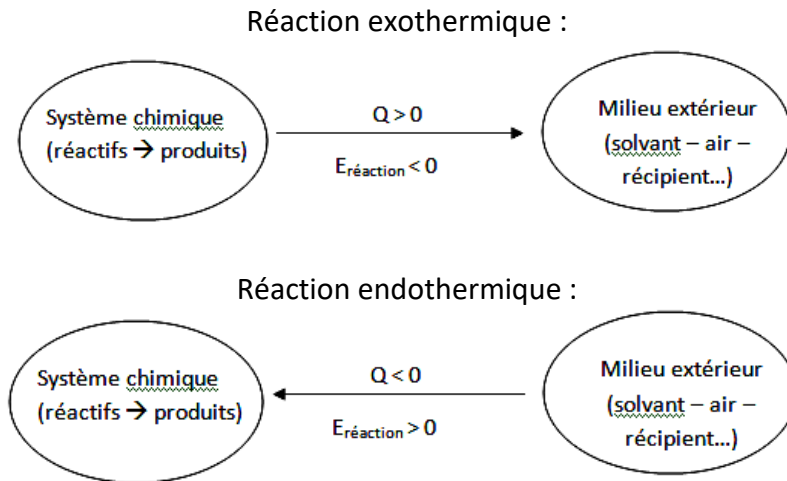 Réaction exothermique :
Système chimique
(réactifs → produits)
Q > 0
Eréaction < 0
Milieu extérieur
(solvant – air –
récipient...)
Réaction endothermique :
Système chimique
(réactifs → produits)
Q < 0
Eréaction > 0
Milieu extérieur
(solvant – air –
récipient...)